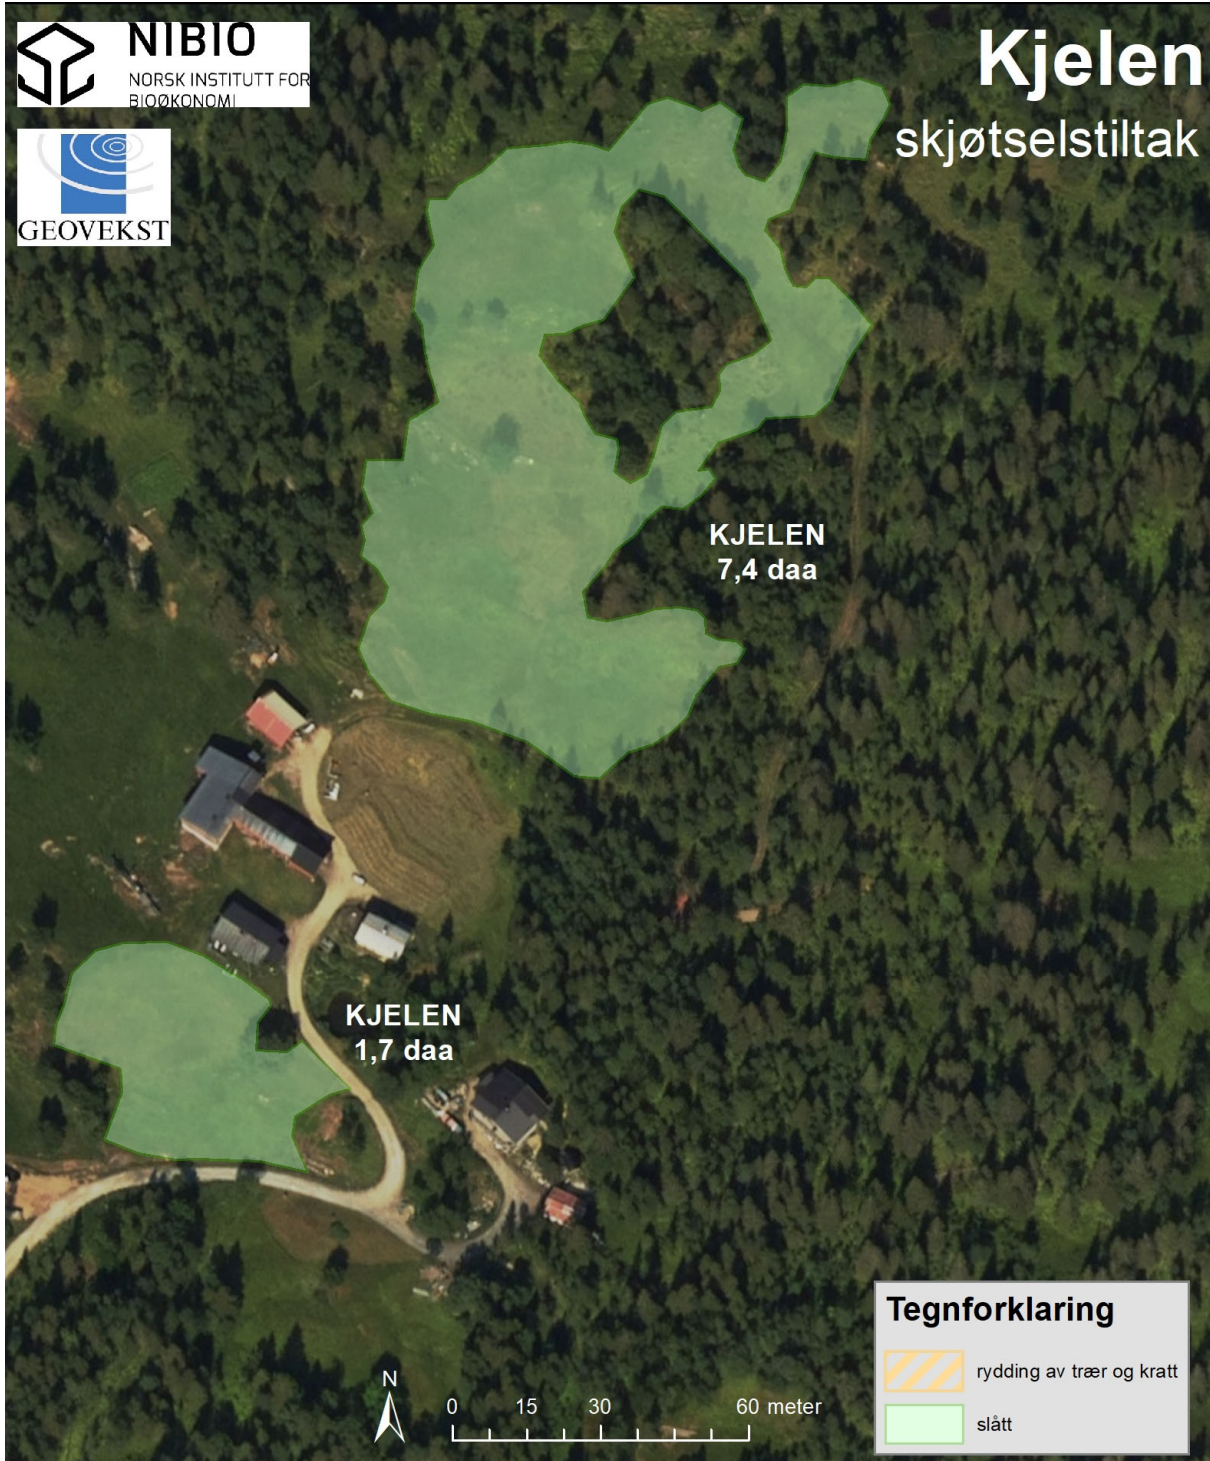 NIBIO
NORSK INSTITUTT FOR
BIOØKONOMI
GEOVEKST
Kjelen
skjøtselstiltak
KJELEN
7,4 daa
KJELEN
1,7 daa
N
0 15 30 60 meter
Tegnforklaring
rydding av trær og kratt
slått